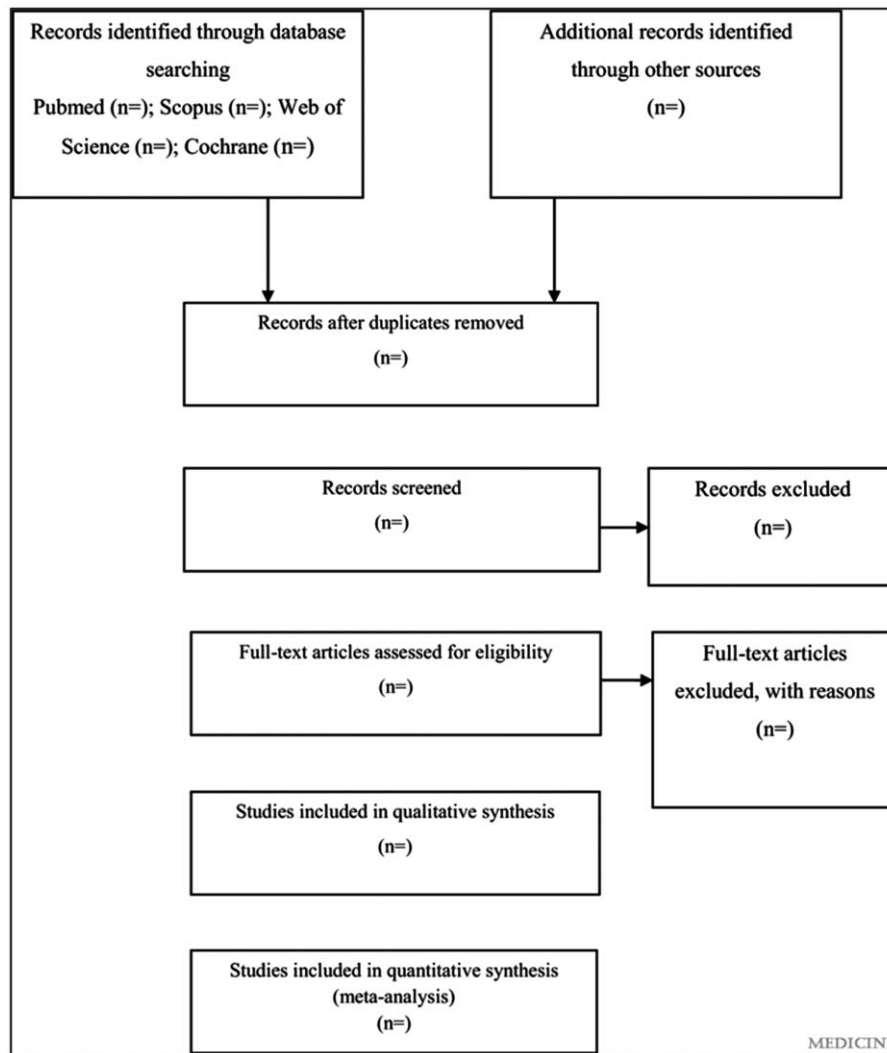 Records identified through database
searching
Pubmed (n=); Scopus (n=); Web of
Science (n=); Cochrane (n=)
Additional records identified
through other sources
(n=)
Records after duplicates removed
(n=)
Records screened
(n=)
Records excluded
(n=)
Full-text articles assessed for eligibility
(n=)
Full-text articles
excluded, with reasons
(n=)
Studies included in qualitative synthesis
(n=)
Studies included in quantitative synthesis
(meta-analysis)
(n=)
MEDICIN